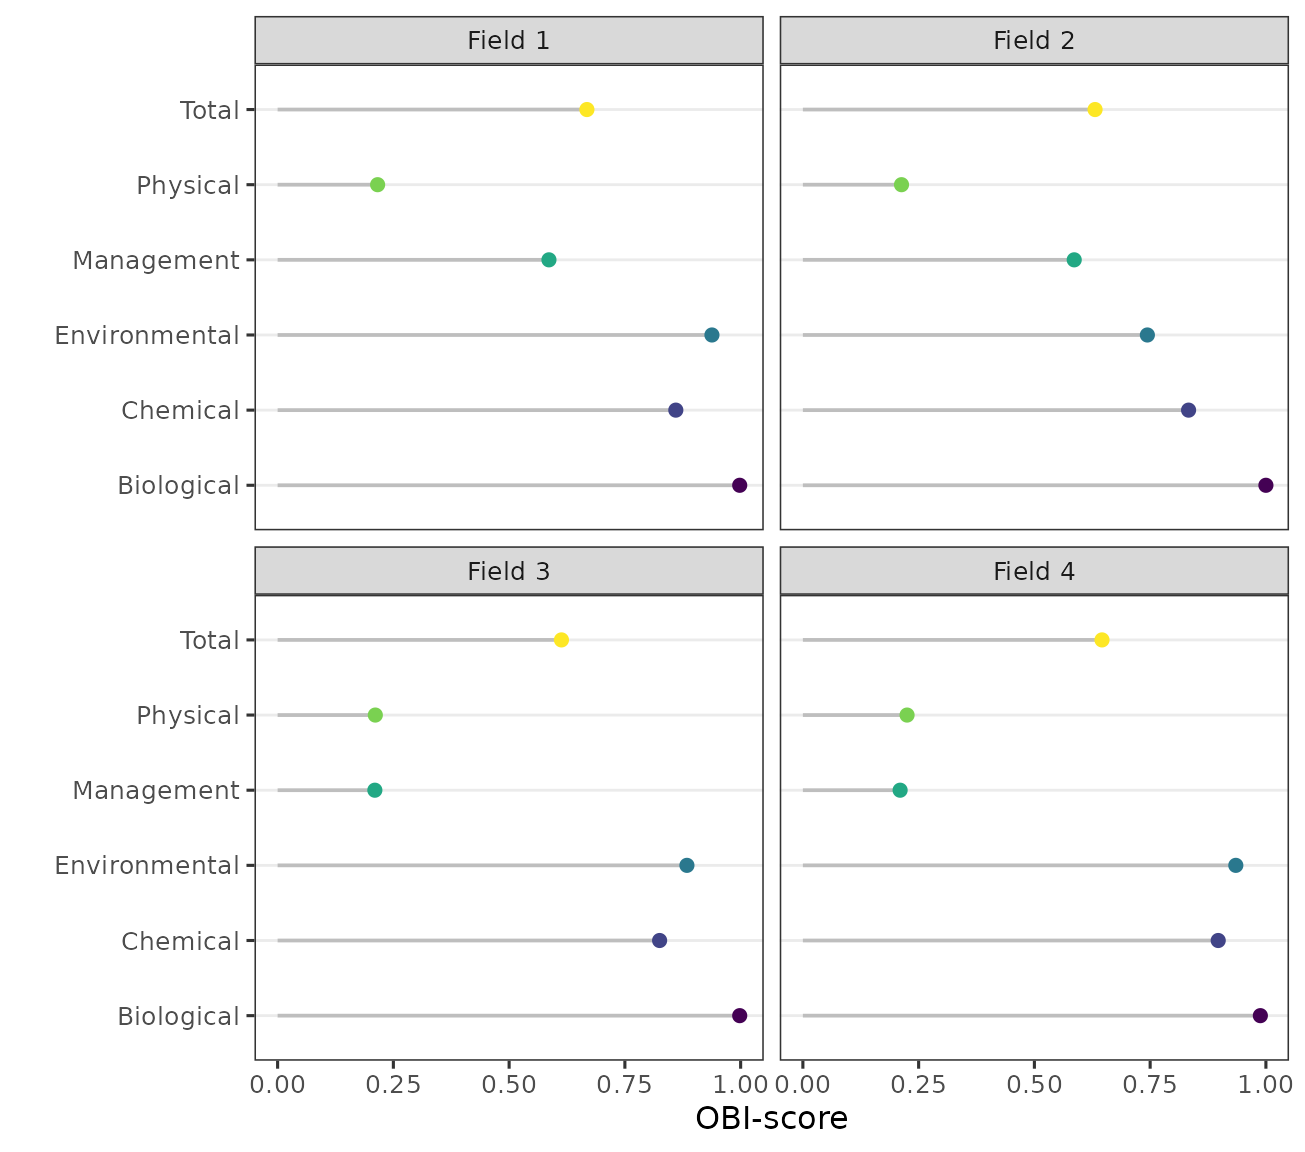 Field 1
Field 2
Total
Physical
Management
Environmental
Chemical
Biological
Field 3
Field 4
Total
Physical
Management
Environmental
Chemical
Biological
0.00 0.25 0.50 0.75 1.00 0.00 0.25 0.50 0.75 1.00
OBI-score